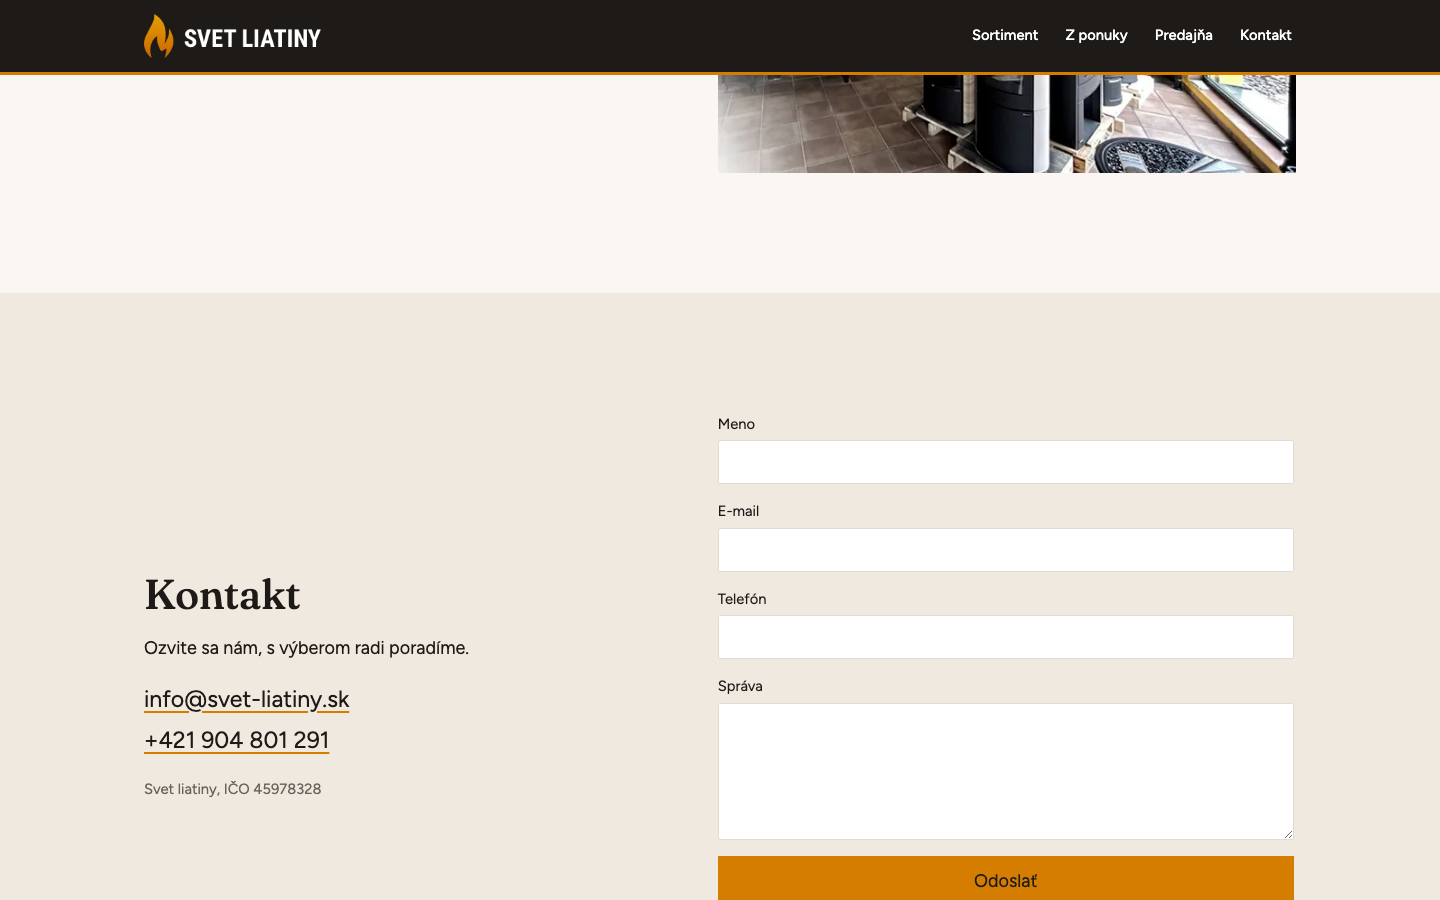 SVET LIATINY
Sortiment
Z ponuky
Predajňa
Kontakt
Kontakt
Ozvite sa nám, s výberom radi poradíme.
info@svet-liatiny.sk
+421 904 801 291
Svet liatiny, IČO 45978328
Meno
E-mail
Telefón
Správa
Odoslať